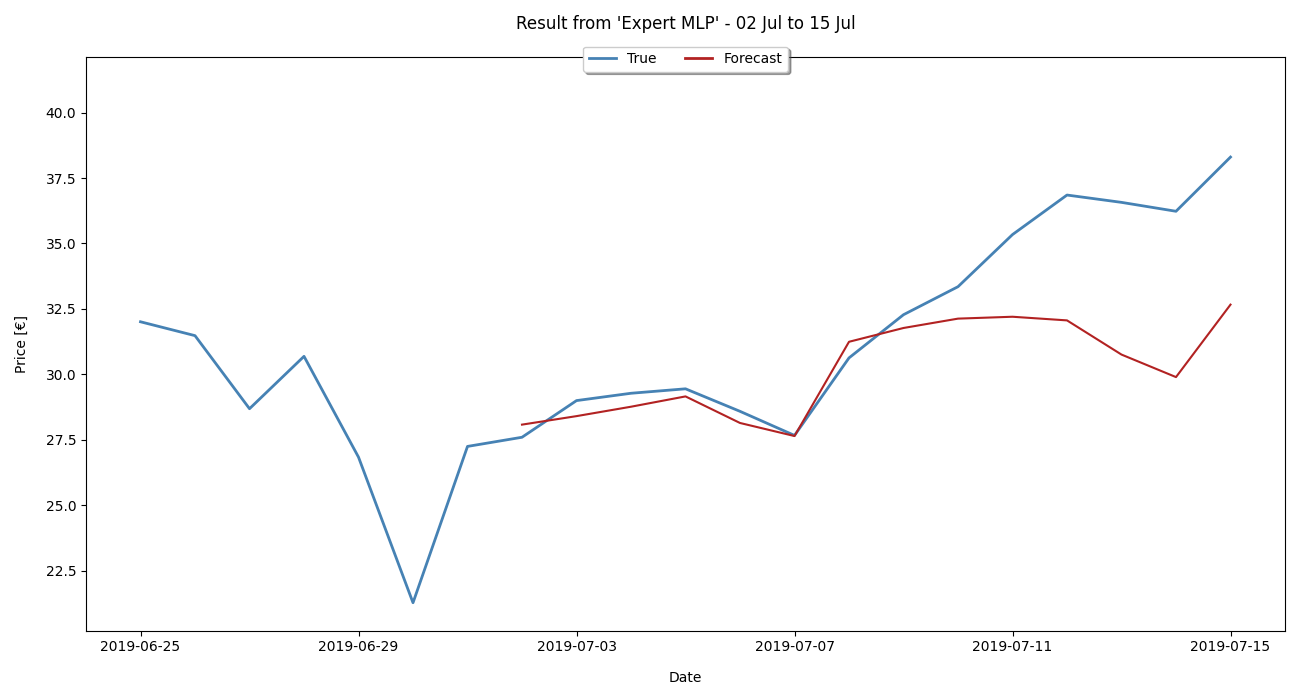 Result from 'Expert MLP' - 02 Jul to 15 Jul
True Forecast
40.0
37.5
35.0
32.5
30.0
27.5
25.0
22.5
Price [€]
2019-06-25 2019-06-29 2019-07-03 2019-07-07 2019-07-11 2019-07-15
Date